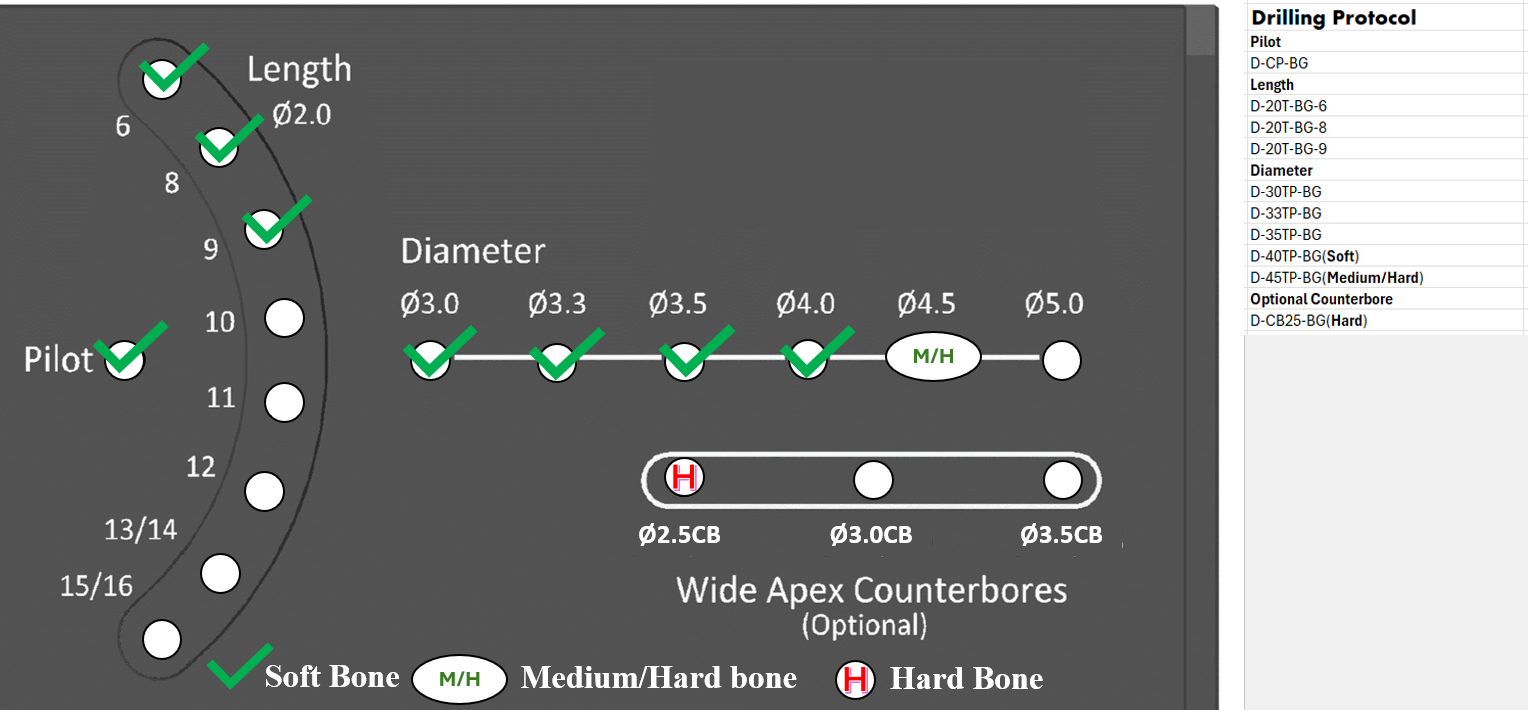 Length
Ø2.0
6
8
9
10
11
12
13/14
15/16
Pilot
Diameter
Ø3.0 Ø3.3 Ø3.5 Ø4.0 Ø4.5 Ø5.0
M/H
H
Ø2.5CB Ø3.0CB Ø3.5CB
Wide Apex Counterbores
(Optional)
Soft Bone M/H Medium/Hard bone H Hard Bone
Drilling Protocol
Pilot
D-CP-BG
Length
D-20T-BG-6
D-20T-BG-8
D-20T-BG-9
Diameter
D-30TP-BG
D-33TP-BG
D-35TP-BG
D-40TP-BG(Soft)
D-45TP-BG(Medium/Hard)
Optional Counterbore
D-CB25-BG(Hard)